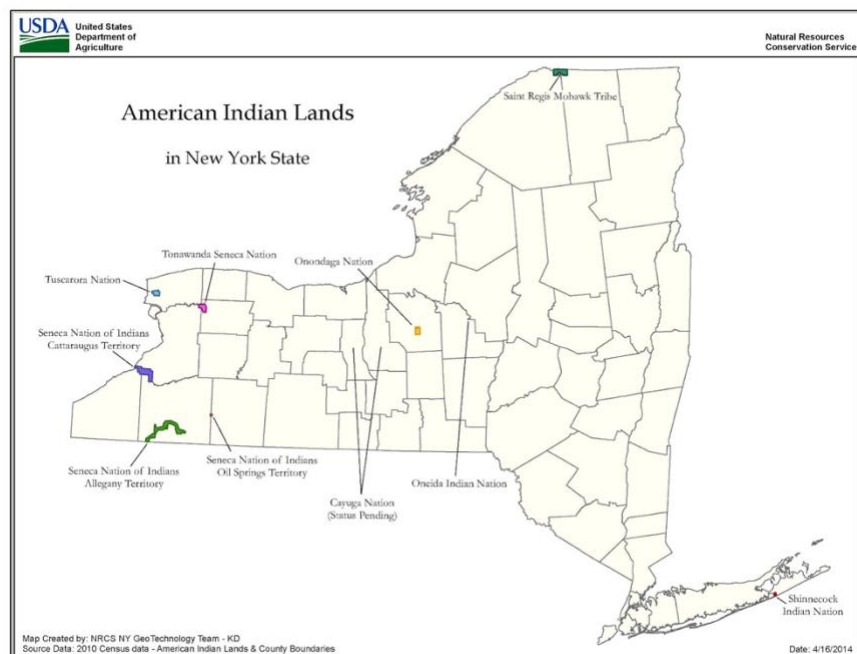 USDA
United States
Department of
Agriculture
Natural Resources
Conservation Service
American Indian Lands
in New York State
Saint Regis Mohawk Tribe
Tonawanda Seneca Nation
Onondaga Nation
Tuscarora Nation
Seneca Nation of Indians
Cattaraugus Territory
Seneca Nation of Indians
Allegany Territory
Seneca Nation of Indians
Oil Springs Territory
Cayuga Nation
(Status Pending)
Oneida Indian Nation
Shinnecock
Indian Nation
Map Created by: NRCS NY GeoTechnology Team - KD
Source Data: 2010 Census data - American Indian Lands & County Boundaries
Date: 4/16/2014